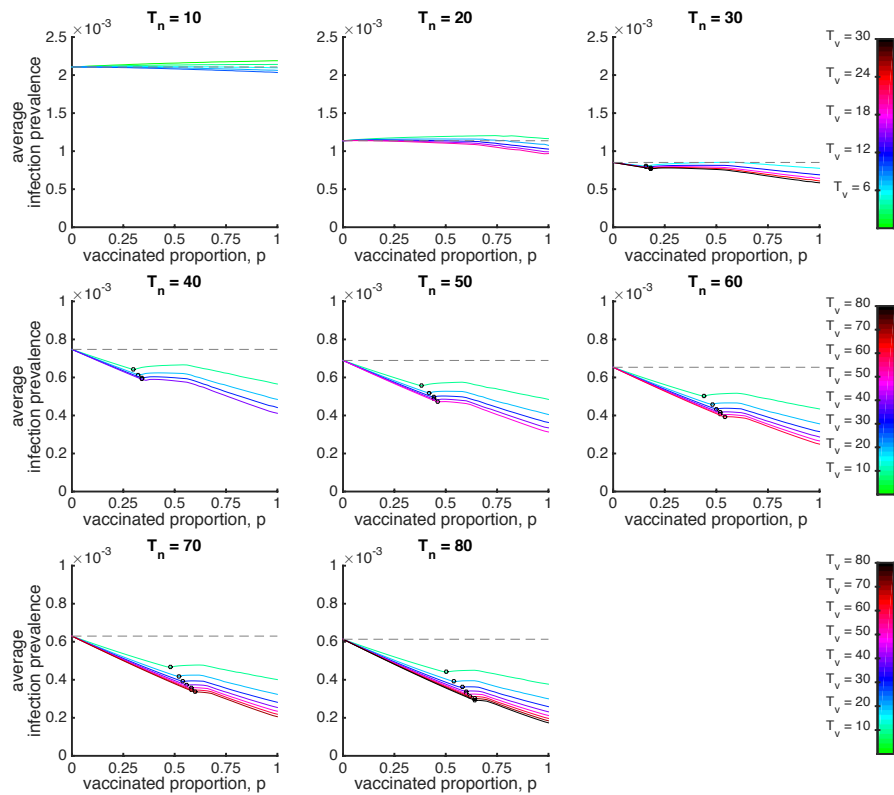 T_n = 10
T_n = 20
T_n = 30
×10^-3
×10^-3
×10^-3
average
infection prevalence
2.5
2
1.5
1
0.5
0
0 0.25 0.5 0.75 1
vaccinated proportion, p
2.5
2
1.5
1
0.5
0
0 0.25 0.5 0.75 1
vaccinated proportion, p
2.5
2
1.5
1
0.5
0
0 0.25 0.5 0.75 1
vaccinated proportion, p
T_v = 30
T_v = 24
T_v = 18
T_v = 12
T_v = 6
T_n = 40
T_n = 50
T_n = 60
×10^-3
×10^-3
×10^-3
average
infection prevalence
1
0.8
0.6
0.4
0.2
0
0 0.25 0.5 0.75 1
vaccinated proportion, p
1
0.8
0.6
0.4
0.2
0
0 0.25 0.5 0.75 1
vaccinated proportion, p
1
0.8
0.6
0.4
0.2
0
0 0.25 0.5 0.75 1
vaccinated proportion, p
T_v = 80
T_v = 70
T_v = 60
T_v = 50
T_v = 40
T_v = 30
T_v = 20
T_v = 10
T_n = 70
T_n = 80
×10^-3
×10^-3
average
infection prevalence
1
0.8
0.6
0.4
0.2
0
0 0.25 0.5 0.75 1
vaccinated proportion, p
1
0.8
0.6
0.4
0.2
0
0 0.25 0.5 0.75 1
vaccinated proportion, p
T_v = 80
T_v = 70
T_v = 60
T_v = 50
T_v = 40
T_v = 30
T_v = 20
T_v = 10